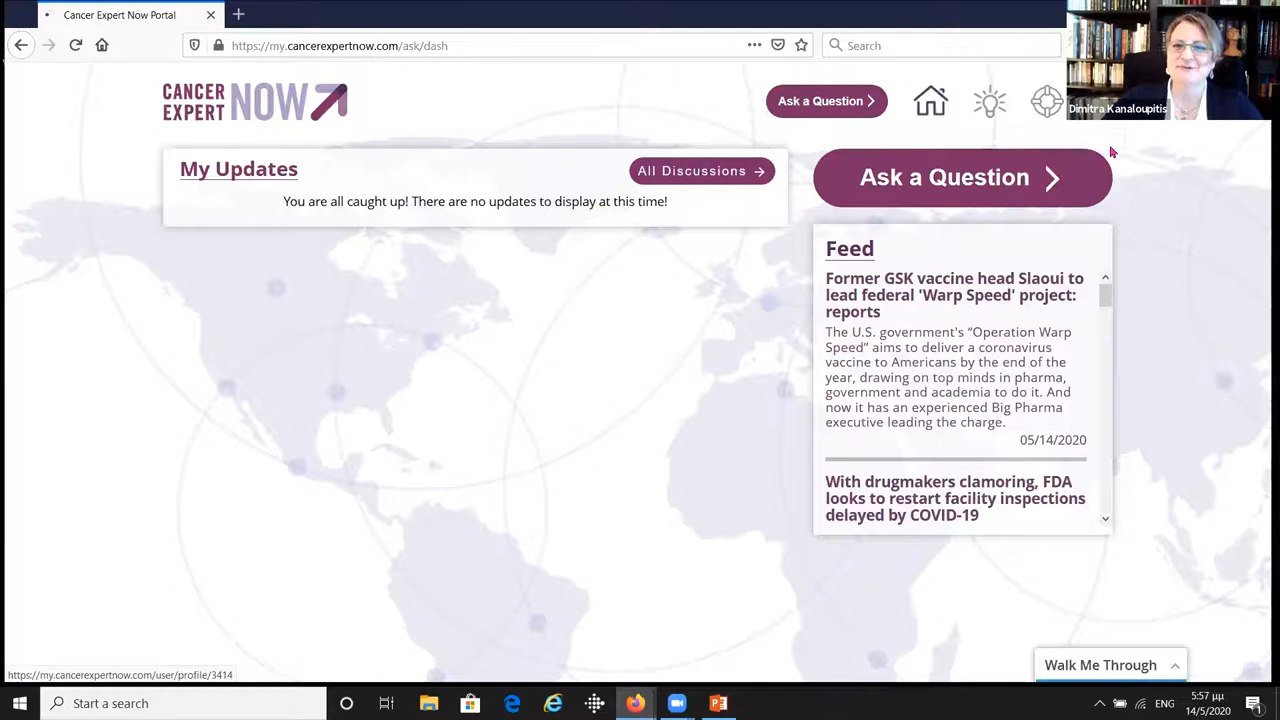 Cancer Expert Now Portal
https://my.cancerexpertnow.com/ask/dash
Search
CANCER
EXPERT NOW
Ask a Question
Dimitra Kanaloupitis
My Updates
All Discussions
You are all caught up! There are no updates to display at this time!
Ask a Question
Feed
Former GSK vaccine head Slaoui to
lead federal 'Warp Speed' project:
reports
The U.S. government's “Operation Warp
Speed” aims to deliver a coronavirus
vaccine to Americans by the end of the
year, drawing on top minds in pharma,
government and academia to do it. And
now it has an experienced Big Pharma
executive leading the charge.
05/14/2020
With drugmakers clamoring, FDA
looks to restart facility inspections
delayed by COVID-19
Walk Me Through
https://my.cancerexpertnow.com/user/profile/3414
Start a search
ENG
5:57 μμ
14/5/2020
1